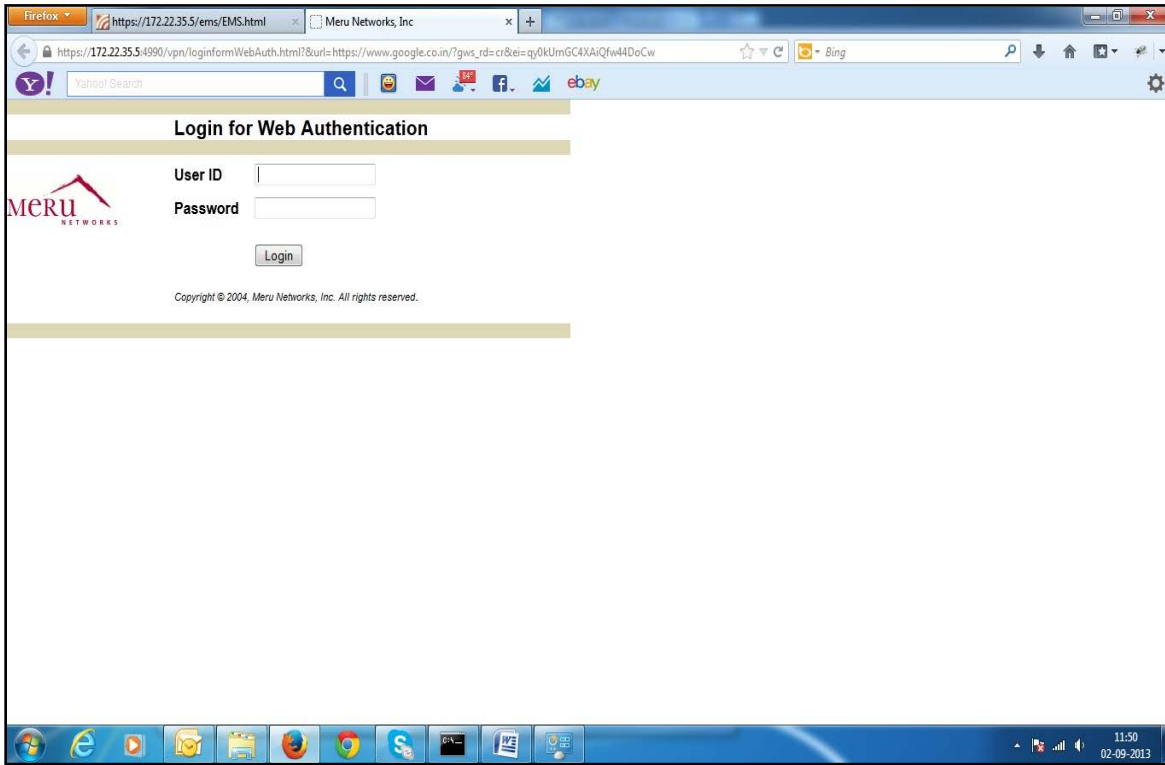 Firefox
https://172.22.35.5/ems/EMS.html
Meru Networks, Inc
https://172.22.35.5:4990/vpn/loginformWebAuth.html?&url=https://www.google.co.in/?gws_rd=cr&ei=qy0kUmGC4XAiQfw44DoCw
Bing
Y!
Yahoo! Search
84°
ebay
Login for Web Authentication
User ID
MERU
NETWORKS
Password
Login
Copyright © 2004, Meru Networks, Inc. All rights reserved.
C:\_
11:50
02-09-2013